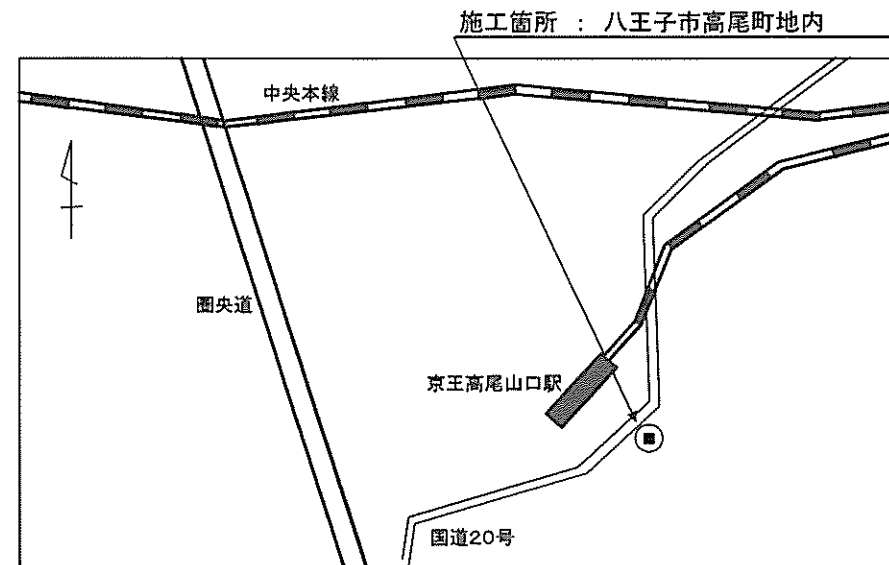 施工箇所 : 八王子市高尾町地内
中央本線
圏央道
京王高尾山口駅
国道20号